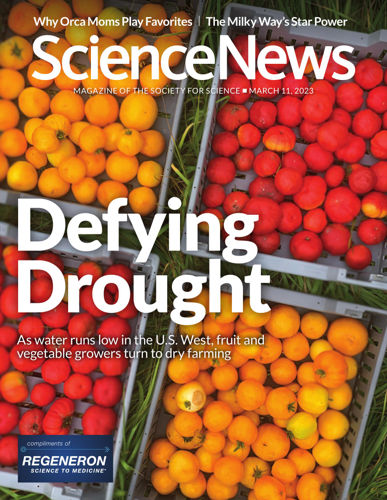 Why Orca Moms Play Favorites | The Milky Way's Star Power
ScienceNews
MAGAZINE OF THE SOCIETY FOR SCIENCE ■ MARCH 11, 2023
Defying
Drought
As water runs low in the U.S. West, fruit and
vegetable growers turn to dry farming
compliments of
REGENERON
SCIENCE TO MEDICINE®